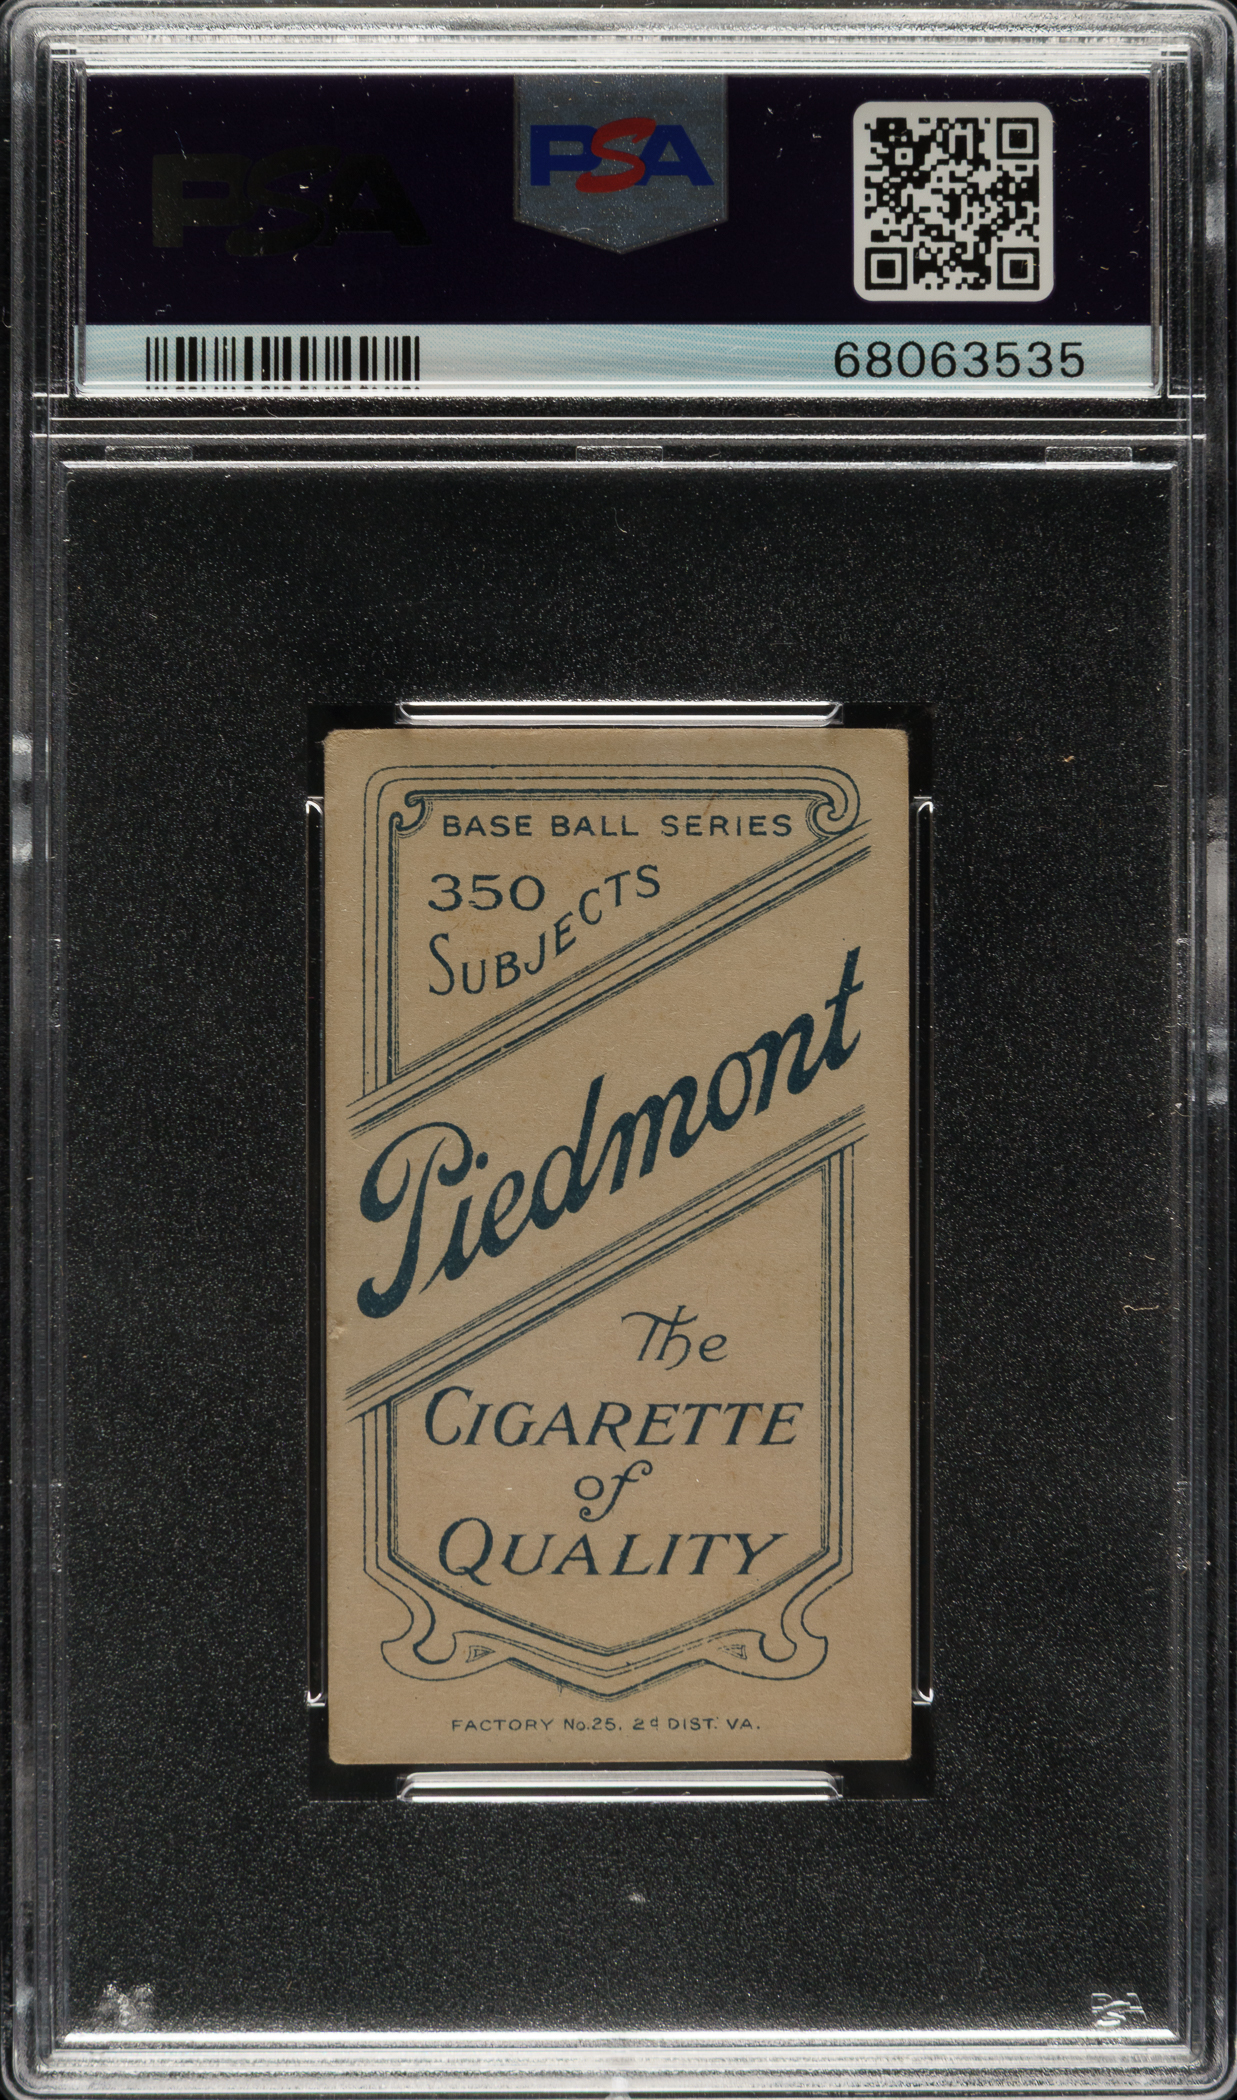 PSA
PSA
68063535
BASE BALL SERIES
350
SUBJECTS
Piedmont
The
CIGARETTE
of
QUALITY
FACTORY No.25. 2d DIST. VA.
PSA